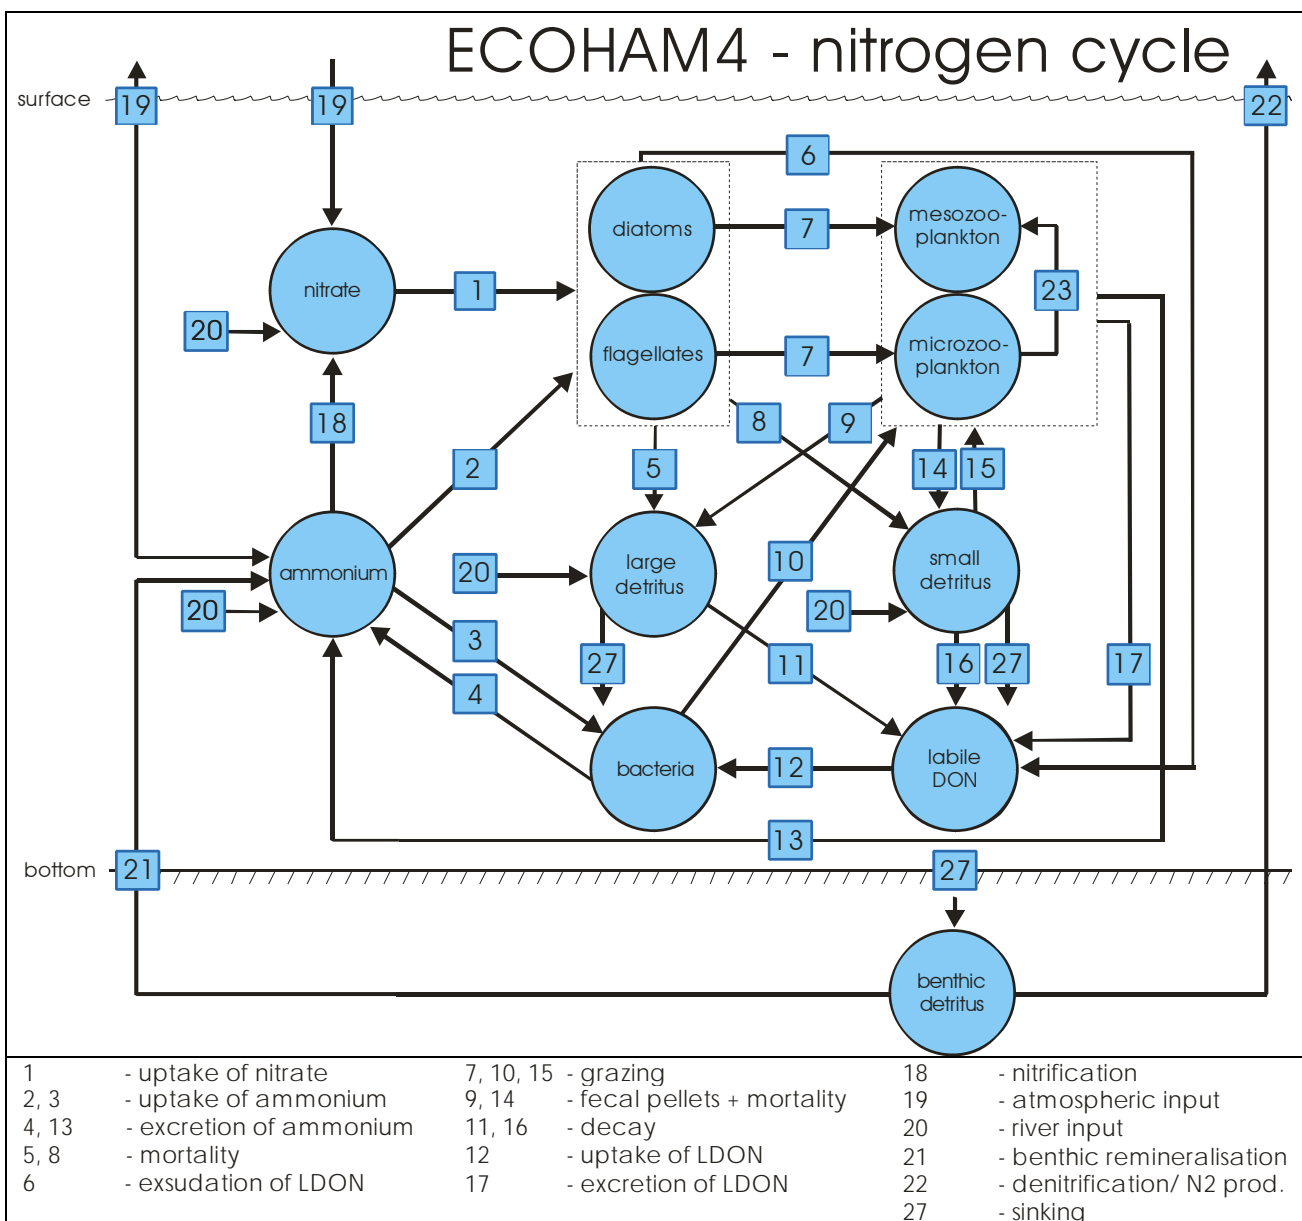 ECOHAM4 - nitrogen cycle
surface
19
19
22
6
diatoms
7
mesozoo-
plankton
nitrate
1
23
20
flagellates
7
microzoo-
plankton
18
8
9
2
5
14
15
ammonium
20
large
detritus
10
small
detritus
20
20
3
27
11
16
27
17
4
bacteria
12
labile
DON
13
bottom
21
27
benthic
detritus
1 - uptake of nitrate
2, 3 - uptake of ammonium
4, 13 - excretion of ammonium
5, 8 - mortality
6 - exsudation of LDON
7, 10, 15 - grazing
9, 14 - fecal pellets + mortality
11, 16 - decay
12 - uptake of LDON
17 - excretion of LDON
18 - nitrification
19 - atmospheric input
20 - river input
21 - benthic remineralisation
22 - denitrification/ N2 prod.
27 - sinking